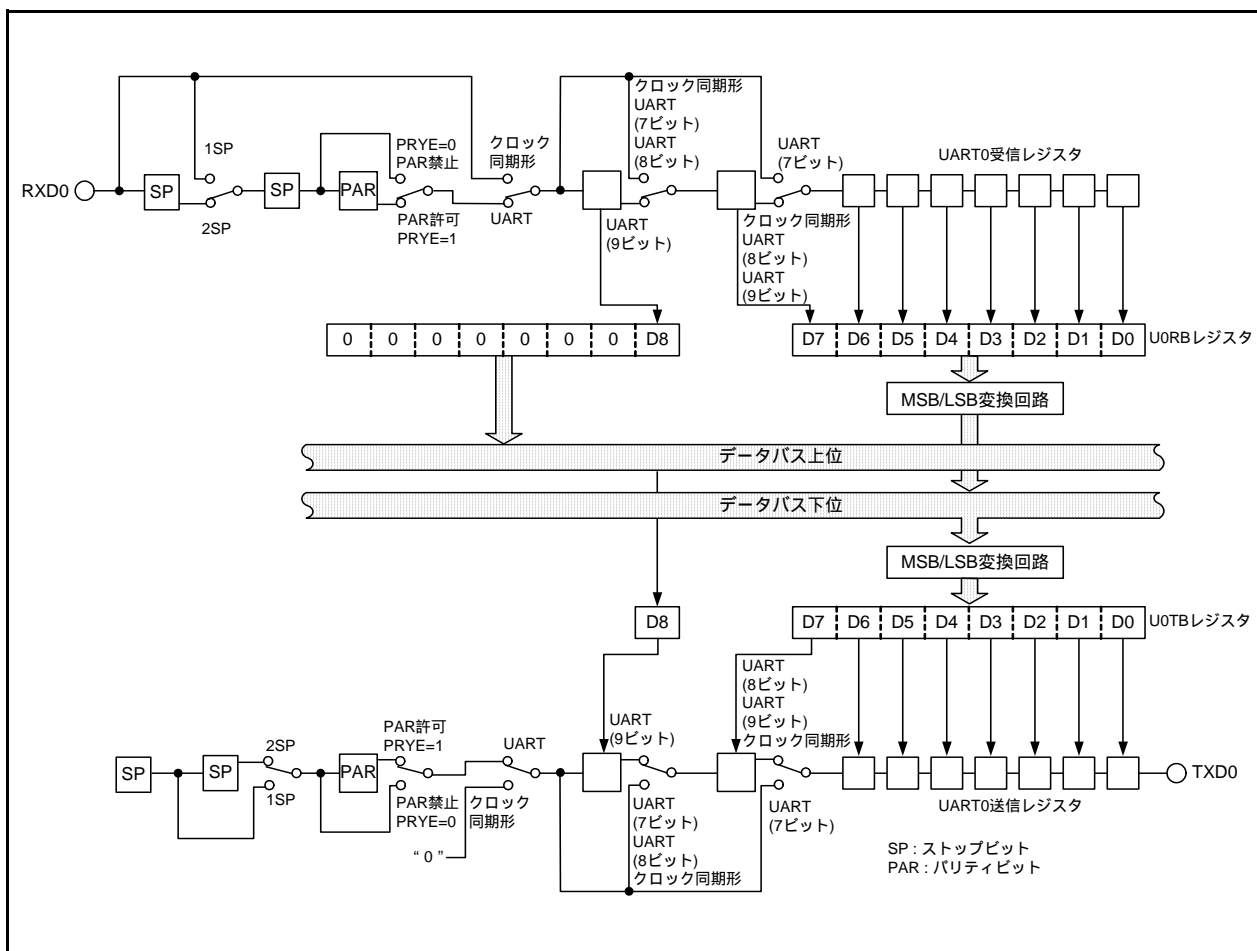 クロック同期形
UART
(7ビット)
UART
(8ビット)
1SP
PRYE=0
PAR禁止
クロック
同期形
UART
(7ビット)
UART0受信レジスタ
RXD0
SP
SP
PAR
2SP
PAR許可
PRYE=1
UART
UART
(9ビット)
クロック同期形
UART
(8ビット)
UART
(9ビット)
0 0 0 0 0 0 0 D8
D7 D6 D5 D4 D3 D2 D1 D0
U0RBレジスタ
MSB/LSB変換回路
データバス上位
データバス下位
MSB/LSB変換回路
D8
D7 D6 D5 D4 D3 D2 D1 D0
U0TBレジスタ
UART
(8ビット)
UART
(9ビット)
クロック同期形
PAR許可
PRYE=1
UART
UART
(9ビット)
2SP
SP
SP
PAR
TXD0
1SP
PAR禁止
PRYE=0
クロック
同期形
UART
(7ビット)
UART
(8ビット)
クロック同期形
UART
(7ビット)
UART0送信レジスタ
“ 0 ”
SP : ストップビット
PAR : パリティビット